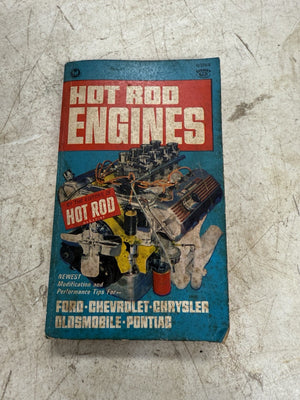 HOT ROD
ENGINES
HOT ROD
NEWEST
Modification and
Performance Tips For—
FORD·CHEVROLET·CHRYSLER
OLDSMOBILE·PONTIAC